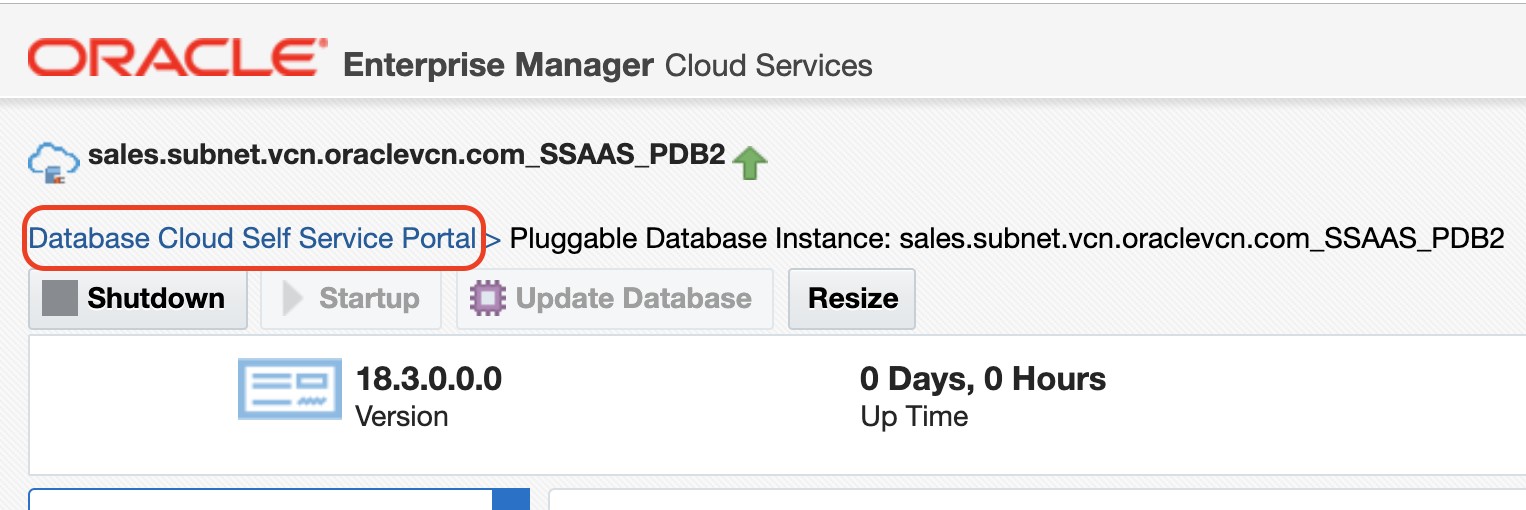 ORACLE Enterprise Manager Cloud Services
sales.subnet.vcn.oraclevcn.com_SSAAS_PDB2
Database Cloud Self Service Portal > Pluggable Database Instance: sales.subnet.vcn.oraclevcn.com_SSAAS_PDB2
Shutdown Startup Update Database Resize
18.3.0.0.0 0 Days, 0 Hours
Version Up Time